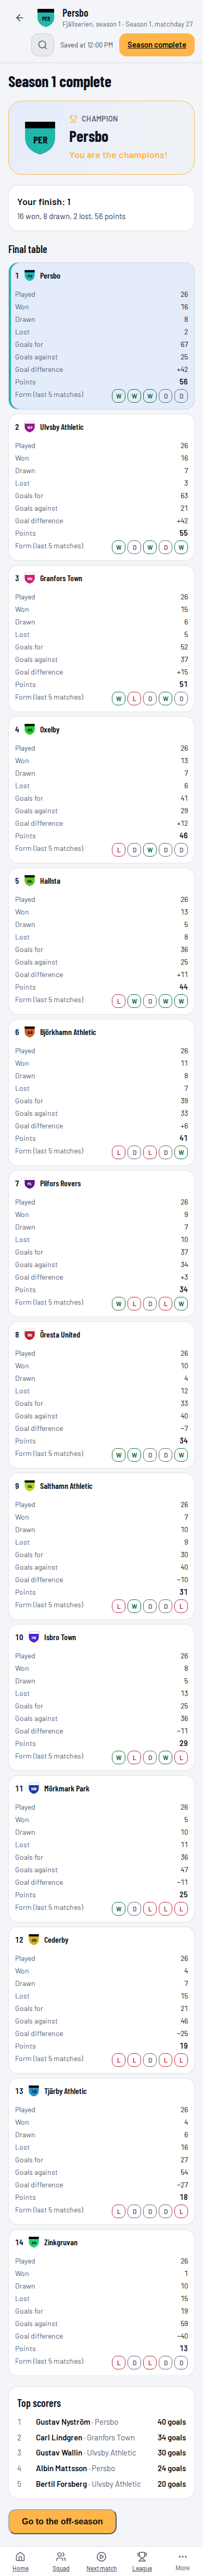 PER
Persbo
Fjällserien, season 1 · Season 1, matchday 27
Saved at 12:00 PM
Season complete
Season 1 complete
PER
CHAMPION
Persbo
You are the champions!
Your finish: 1
16 won, 8 drawn, 2 lost, 56 points
Final table
1 Persbo
Played 26
Won 16
Drawn 8
Lost 2
Goals for 67
Goals against 25
Goal difference +42
Points 56
Form (last 5 matches) W W W D D
2 Ulvsby Athletic
Played 26
Won 16
Drawn 7
Lost 3
Goals for 63
Goals against 21
Goal difference +42
Points 55
Form (last 5 matches) W D W D W
3 Granfors Town
Played 26
Won 15
Drawn 6
Lost 5
Goals for 52
Goals against 37
Goal difference +15
Points 51
Form (last 5 matches) W L D W D
4 Oxelby
Played 26
Won 13
Drawn 7
Lost 6
Goals for 41
Goals against 29
Goal difference +12
Points 46
Form (last 5 matches) L D W D D
5 Hallsta
Played 26
Won 13
Drawn 5
Lost 8
Goals for 36
Goals against 25
Goal difference +11
Points 44
Form (last 5 matches) L W D W W
6 Björkhamn Athletic
Played 26
Won 11
Drawn 8
Lost 7
Goals for 39
Goals against 33
Goal difference +6
Points 41
Form (last 5 matches) L D L D W
7 Pilfors Rovers
Played 26
Won 9
Drawn 7
Lost 10
Goals for 37
Goals against 34
Goal difference +3
Points 34
Form (last 5 matches) W L D L W
8 Öresta United
Played 26
Won 10
Drawn 4
Lost 12
Goals for 33
Goals against 40
Goal difference −7
Points 34
Form (last 5 matches) W W D D W
9 Salthamn Athletic
Played 26
Won 7
Drawn 10
Lost 9
Goals for 30
Goals against 40
Goal difference −10
Points 31
Form (last 5 matches) L W D D L
10 Isbro Town
Played 26
Won 8
Drawn 5
Lost 13
Goals for 25
Goals against 36
Goal difference −11
Points 29
Form (last 5 matches) W L D W L
11 Mörkmark Park
Played 26
Won 5
Drawn 10
Lost 11
Goals for 36
Goals against 47
Goal difference −11
Points 25
Form (last 5 matches) W D L L L
12 Cederby
Played 26
Won 4
Drawn 7
Lost 15
Goals for 21
Goals against 46
Goal difference −25
Points 19
Form (last 5 matches) L L D L L
13 Tjärby Athletic
Played 26
Won 4
Drawn 6
Lost 16
Goals for 27
Goals against 54
Goal difference −27
Points 18
Form (last 5 matches) L D D D L
14 Zinkgruvan
Played 26
Won 1
Drawn 10
Lost 15
Goals for 19
Goals against 59
Goal difference −40
Points 13
Form (last 5 matches) L D L D D
Top scorers
1 Gustav Nyström · Persbo 40 goals
2 Carl Lindgren · Granfors Town 34 goals
3 Gustav Wallin · Ulvsby Athletic 30 goals
4 Albin Mattsson · Persbo 24 goals
5 Bertil Forsberg · Ulvsby Athletic 20 goals
Go to the off-season
Home Squad Next match League More